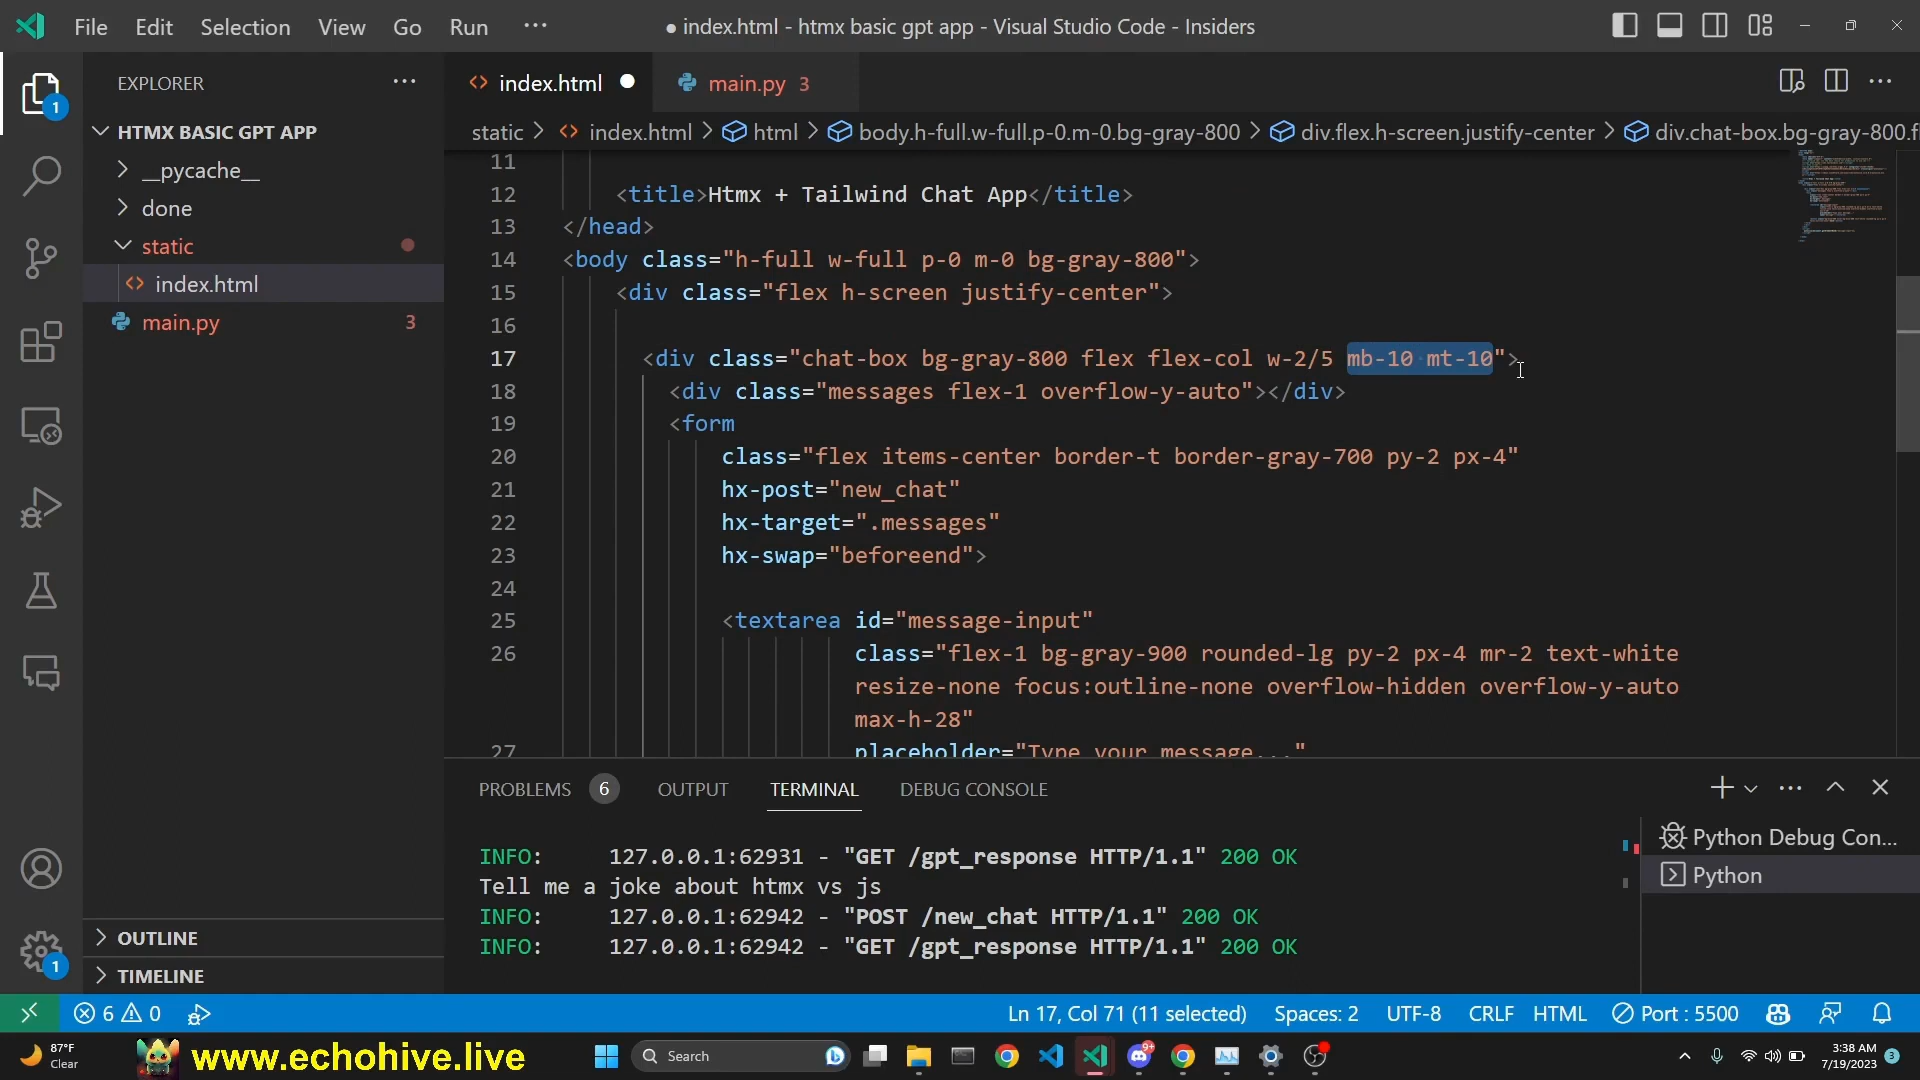 File Edit Selection View Go Run ···
● index.html - htmx basic gpt app - Visual Studio Code - Insiders
EXPLORER
HTMX BASIC GPT APP
__pycache__
done
static
index.html
main.py 3
OUTLINE
TIMELINE
1
1
index.html
main.py 3
static > index.html > html > body.h-full.w-full.p-0.m-0.bg-gray-800 > div.flex.h-screen.justify-center > div.chat-box.bg-gray-800.fl
11
12 <title>Htmx + Tailwind Chat App</title>
13 </head>
14 <body class="h-full w-full p-0 m-0 bg-gray-800">
15 <div class="flex h-screen justify-center">
16
17 <div class="chat-box bg-gray-800 flex flex-col w-2/5 mb-10 mt-10">
18 <div class="messages flex-1 overflow-y-auto"></div>
19 <form
20 class="flex items-center border-t border-gray-700 py-2 px-4"
21 hx-post="new_chat"
22 hx-target=".messages"
23 hx-swap="beforeend">
24
25 <textarea id="message-input"
26 class="flex-1 bg-gray-900 rounded-lg py-2 px-4 mr-2 text-white
resize-none focus:outline-none overflow-hidden overflow-y-auto
max-h-28"
27 placeholder="Type your message..."
PROBLEMS 6 OUTPUT TERMINAL DEBUG CONSOLE
INFO: 127.0.0.1:62931 - "GET /gpt_response HTTP/1.1" 200 OK
Tell me a joke about htmx vs js
INFO: 127.0.0.1:62942 - "POST /new_chat HTTP/1.1" 200 OK
INFO: 127.0.0.1:62942 - "GET /gpt_response HTTP/1.1" 200 OK
Python Debug Con...
Python
6 0 Ln 17, Col 71 (11 selected) Spaces: 2 UTF-8 CRLF HTML Port : 5500
87°F
Clear
www.echohive.live
Search
9+
3:38 AM
7/19/2023
3